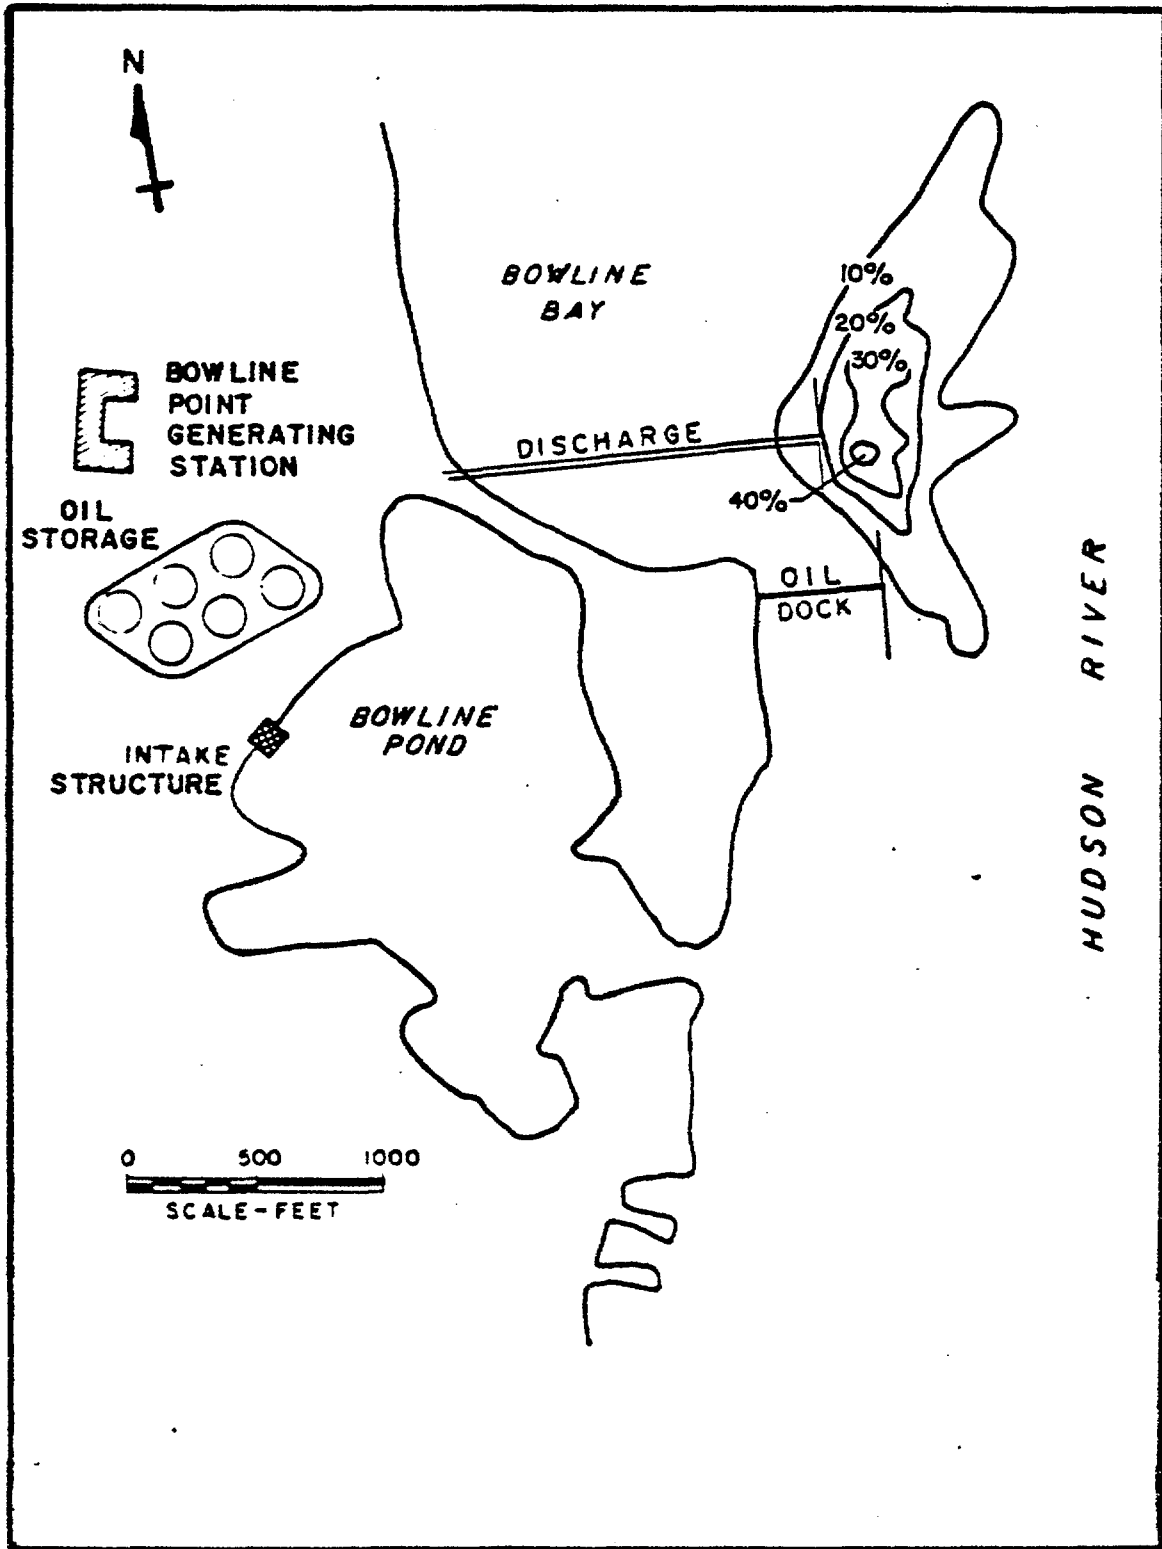 N
BOWLINE
BAY
10%
20%
30%
40%
BOWLINE
POINT
GENERATING
STATION
DISCHARGE
OIL
STORAGE
OIL
DOCK
BOWLINE
POND
INTAKE
STRUCTURE
HUDSON RIVER
0 500 1000
SCALE-FEET